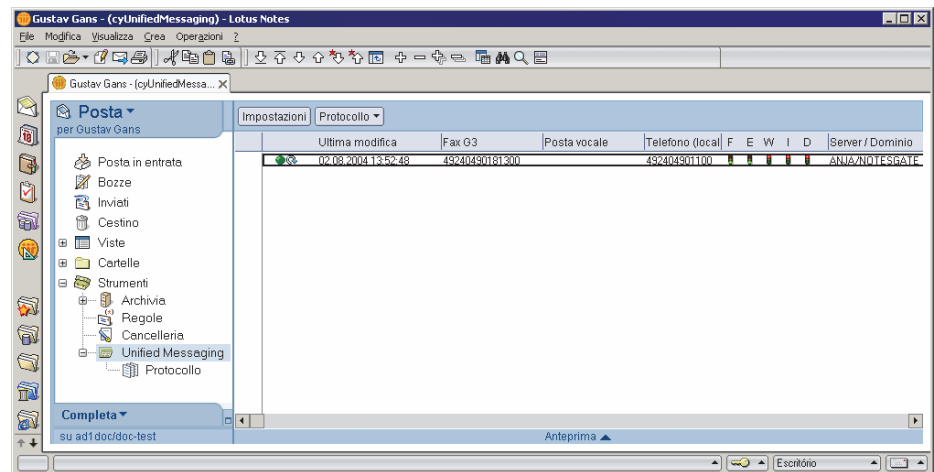 Gustav Gans - (cyUnifiedMessaging) - Lotus Notes
File Modifica Visualizza Crea Operazioni ?
Gustav Gans - (cyUnifiedMessa...
Posta
per Gustav Gans
Impostazioni Protocollo
Ultima modifica Fax G3 Posta vocale Telefono (local F E W I D Server / Dominio
02.08.2004 13:52:48 49240490181300 492404901100 ANJA/NOTESGATE
Posta in entrata
Bozze
Inviati
Cestino
Viste
Cartelle
Strumenti
Archivia
Regole
Cancelleria
Unified Messaging
Protocollo
Completa
su ad1doc/doc-test
Anteprima
Escritório